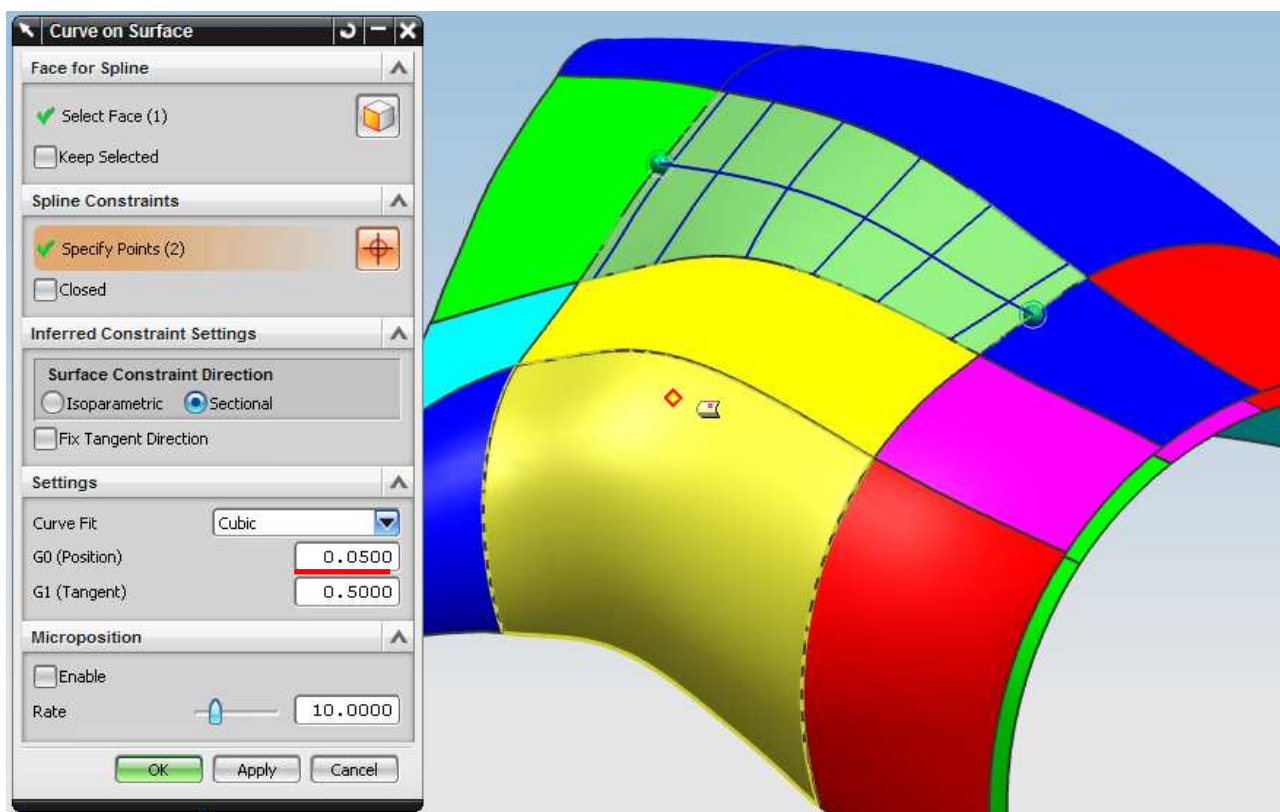 Curve on Surface
Face for Spline
Select Face (1)
Keep Selected
Spline Constraints
Specify Points (2)
Closed
Inferred Constraint Settings
Surface Constraint Direction
Isoparametric Sectional
Fix Tangent Direction
Settings
Curve Fit Cubic
G0 (Position) 0.0500
G1 (Tangent) 0.5000
Microposition
Enable
Rate 10.0000
OK Apply Cancel